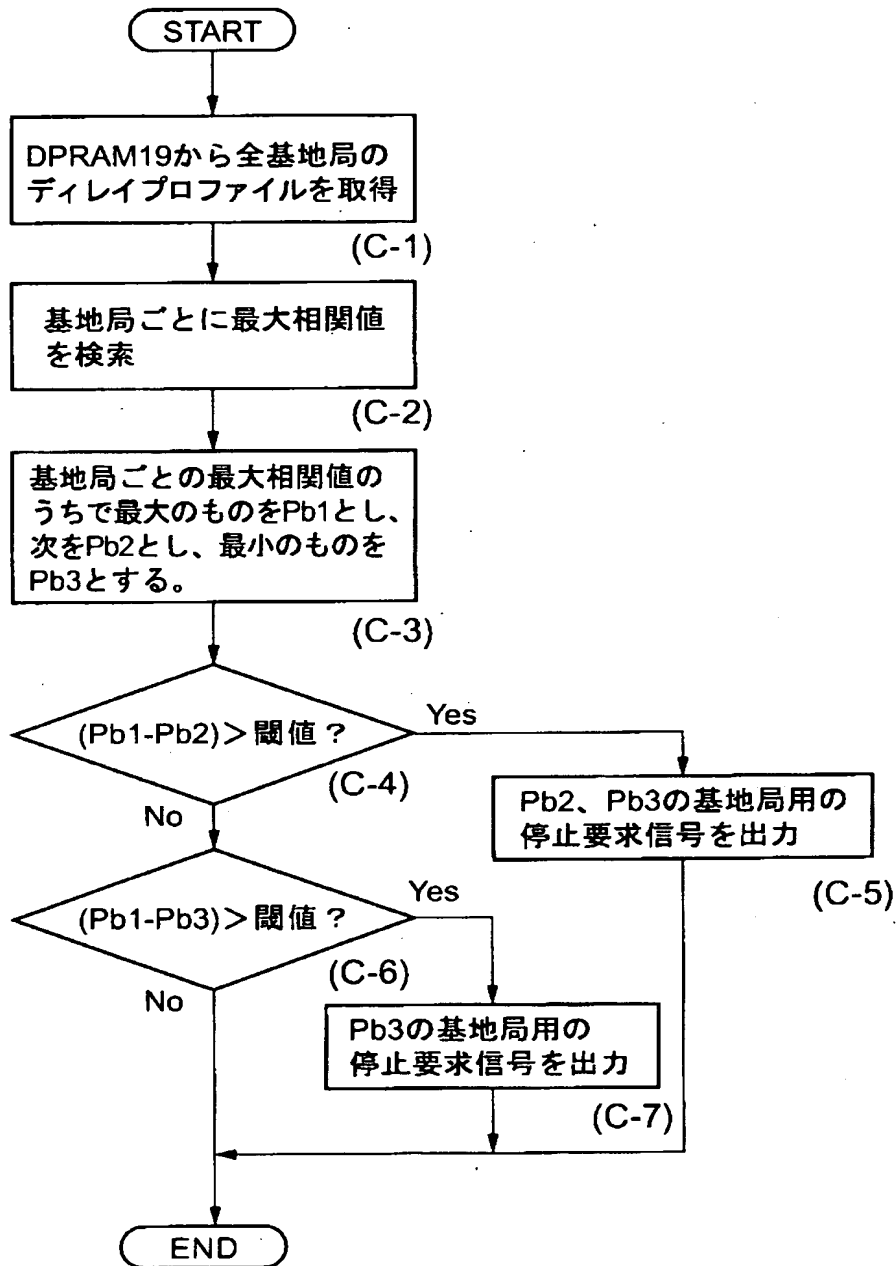 START
DPRAM19から全基地局の
ディレイプロファイルを取得
(C-1)
基地局ごとに最大相関値
を検索
(C-2)
基地局ごとの最大相関値の
うちで最大のものをPb1とし、
次をPb2とし、最小のものを
Pb3とする。
(C-3)
(Pb1-Pb2)>閾値?
Yes
(C-4)
No
Pb2、Pb3の基地局用の
停止要求信号を出力
(C-5)
(Pb1-Pb3)>閾値?
Yes
(C-6)
No
Pb3の基地局用の
停止要求信号を出力
(C-7)
END